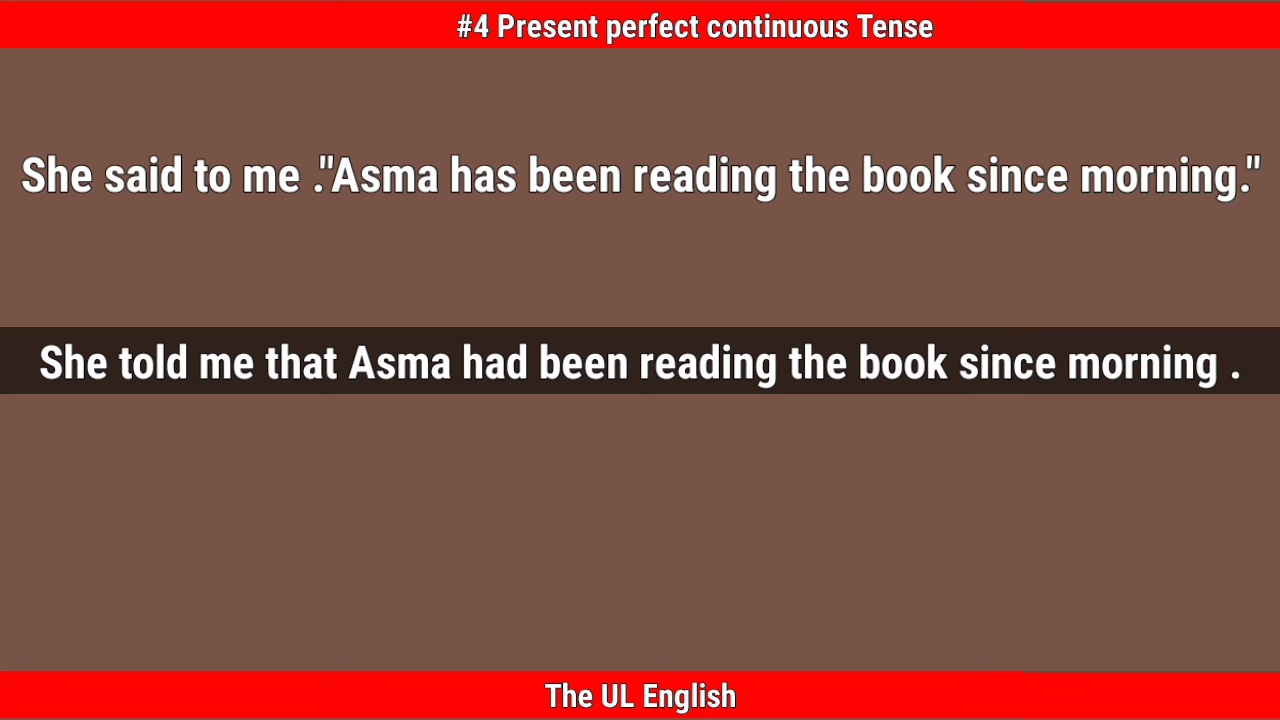 #4 Present perfect continuous Tense
She said to me ."Asma has been reading the book since morning."
She told me that Asma had been reading the book since morning .
The UL English